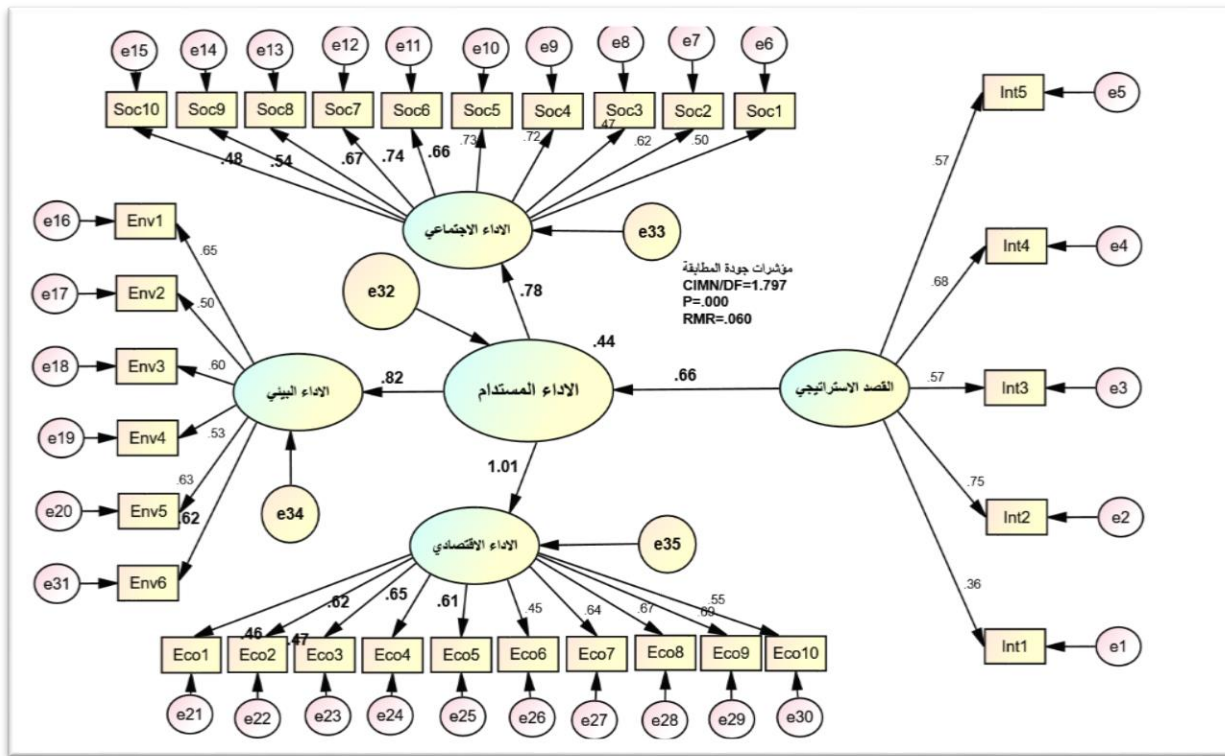 e15 e14 e13 e12 e11 e10 e9 e8 e7 e6
Soc10 Soc9 Soc8 Soc7 Soc6 Soc5 Soc4 Soc3 Soc2 Soc1
.48 .54 .67 .74 .66 .73 .72 .47 .62 .50
الاداء الاجتماعي
e33
e32
.78
مؤشرات جودة المطابقة
CIMN/DF=1.797
P=.000
RMR=.060
e16 Env1 .65
e17 Env2 .50
e18 Env3 .60
e19 Env4 .53
e20 Env5 .63
e31 Env6 .62
الاداء البيئي
e34
.82
الاداء المستدام
.44
.66
القصد الاستراتيجي
.57 Int5 e5
.68 Int4 e4
.57 Int3 e3
.75 Int2 e2
.36 Int1 e1
1.01
الاداء الاقتصادي
e35
.46 .62 .47 .65 .61 .45 .64 .67 .69 .55
Eco1 Eco2 Eco3 Eco4 Eco5 Eco6 Eco7 Eco8 Eco9 Eco10
e21 e22 e23 e24 e25 e26 e27 e28 e29 e30